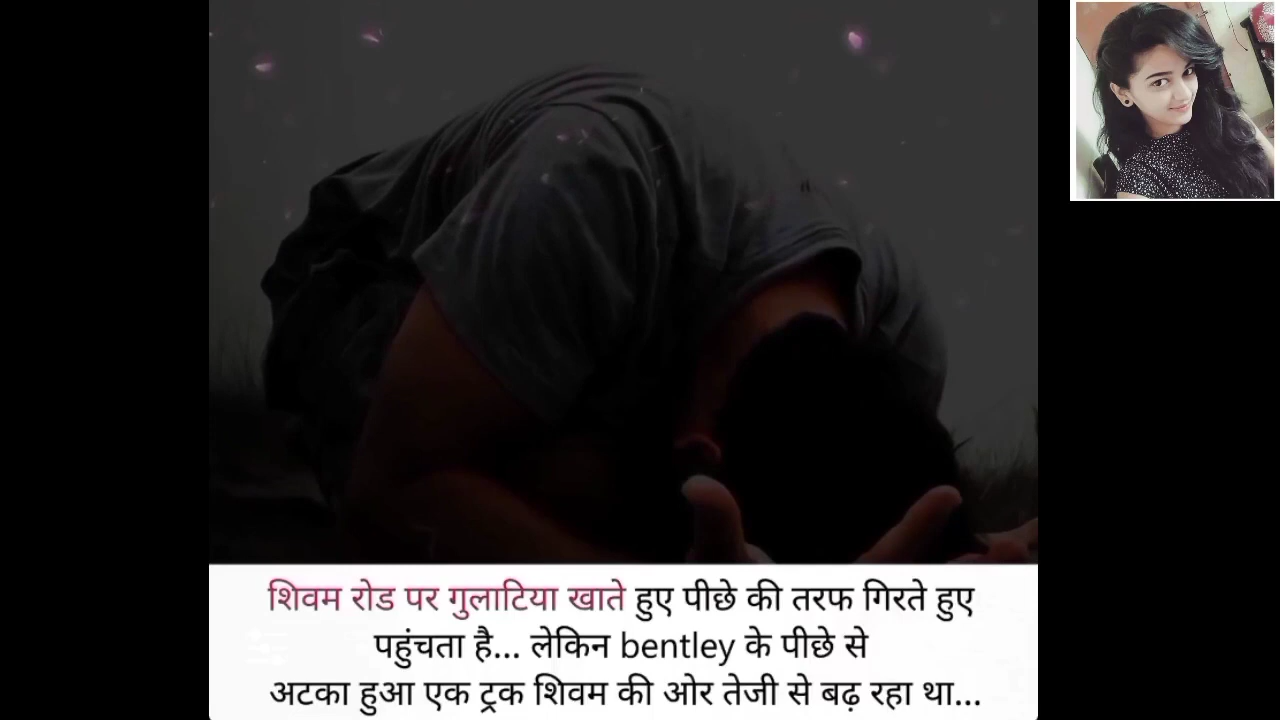 शिवम रोड पर गुलाटिया खाते हुए पीछे की तरफ गिरते हुए
पहुंचता है... लेकिन bentley के पीछे से
अटका हुआ एक ट्रक शिवम की ओर तेजी से बढ़ रहा था...